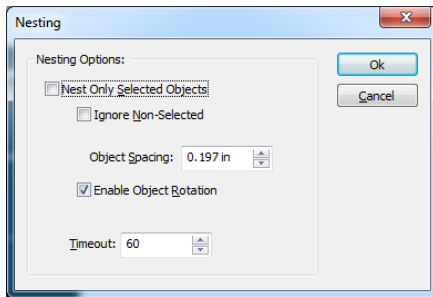 Nesting
Nesting Options:
Nest Only Selected Objects
Ignore Non-Selected
Object Spacing: 0.197 in
Enable Object Rotation
Timeout: 60
Ok
Cancel